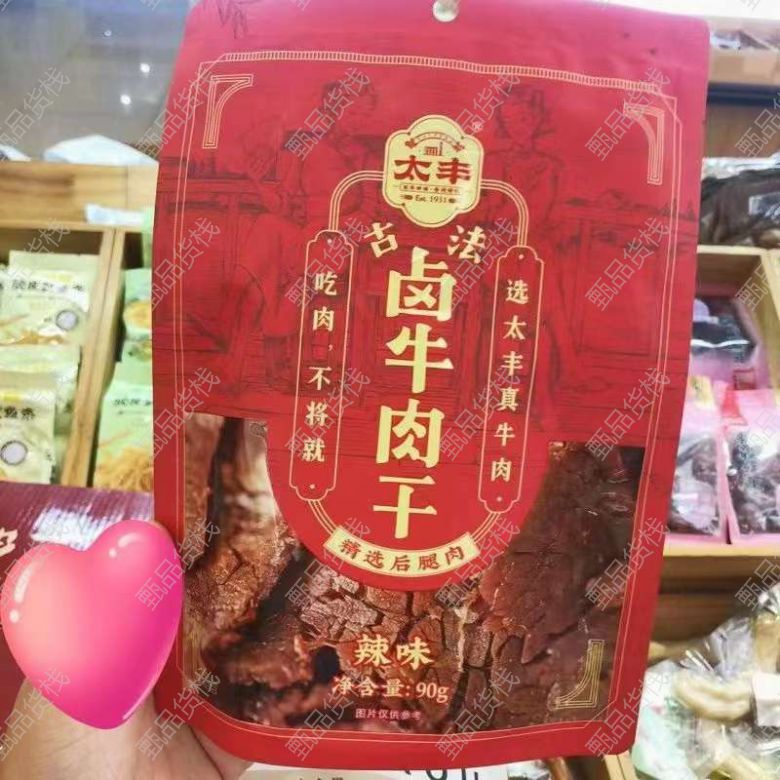 太丰
Est. 1931
古法
卤牛肉干
吃肉，不将就
选太丰真牛肉
精选后腿肉
辣味
净含量:90g
图片仅供参考
甄品货栈